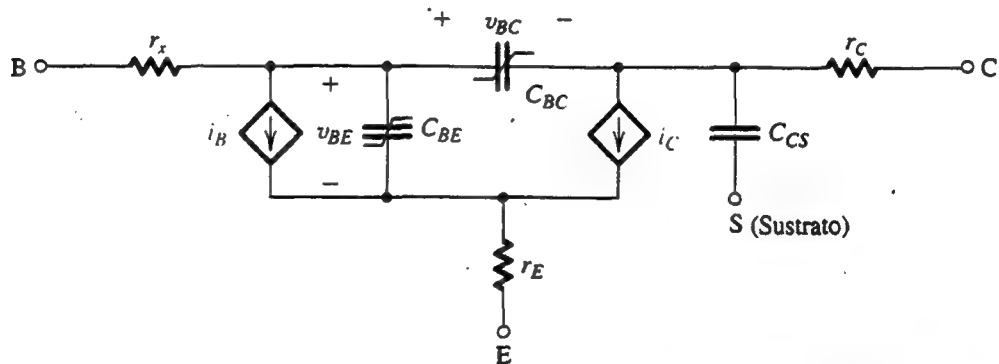 + v_BC −
r_x
r_C
B
C
+
C_BC
i_B
v_BE
C_BE
i_C
C_CS
−
S (Sustrato)
r_E
E